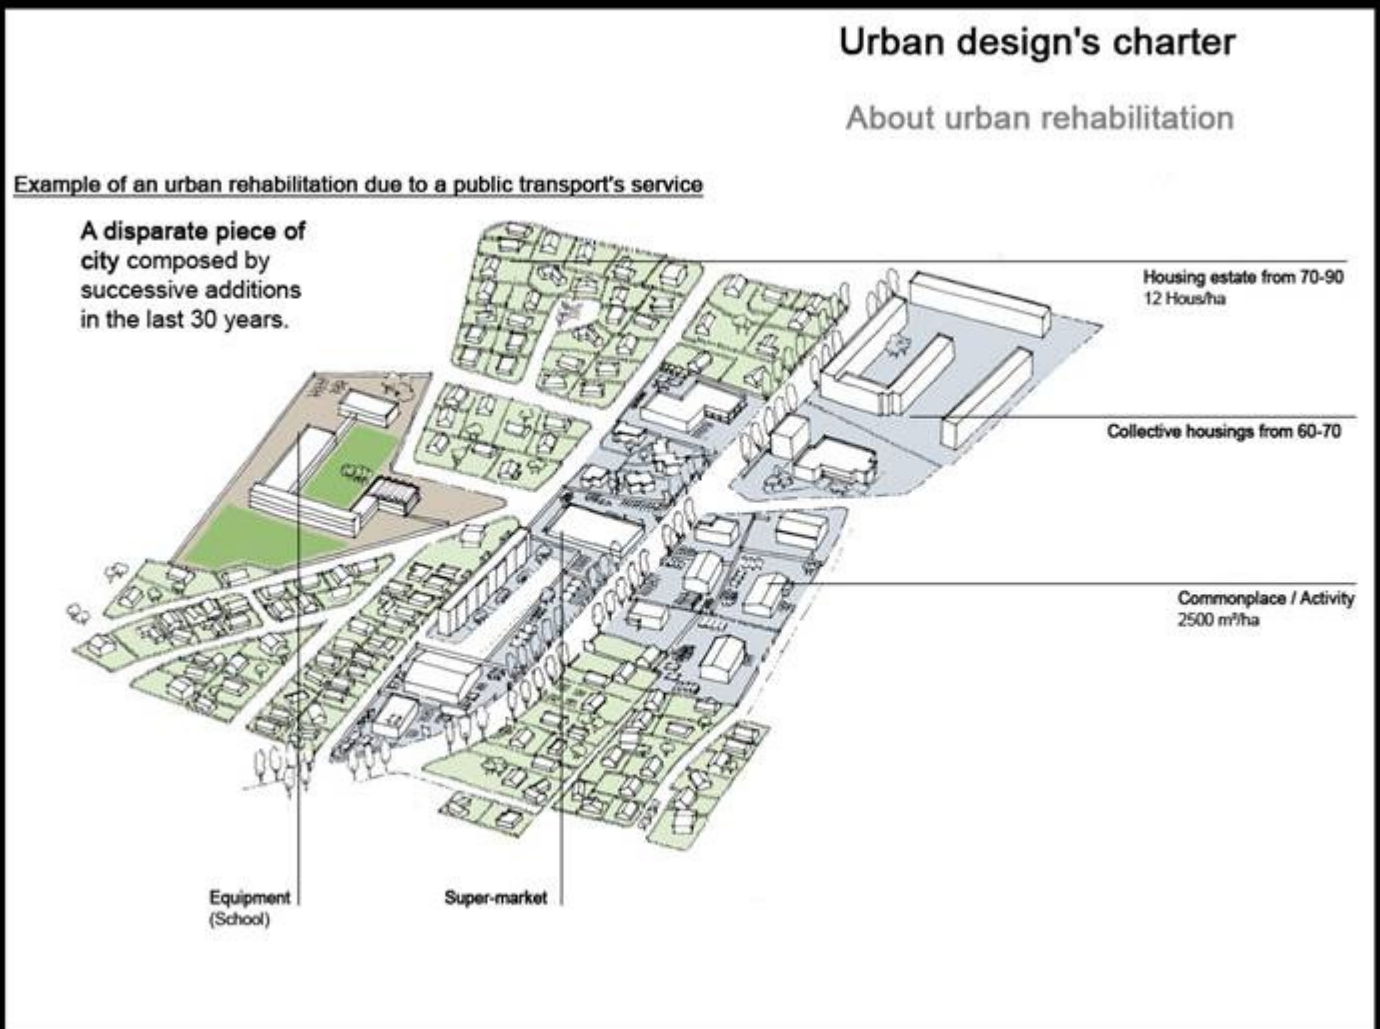 Urban design's charter
About urban rehabilitation
Example of an urban rehabilitation due to a public transport's service
A disparate piece of
city composed by
successive additions
in the last 30 years.
Housing estate from 70-90
12 Hous/ha
Collective housings from 60-70
Commonplace / Activity
2500 m²/ha
Equipment
(School)
Super-market